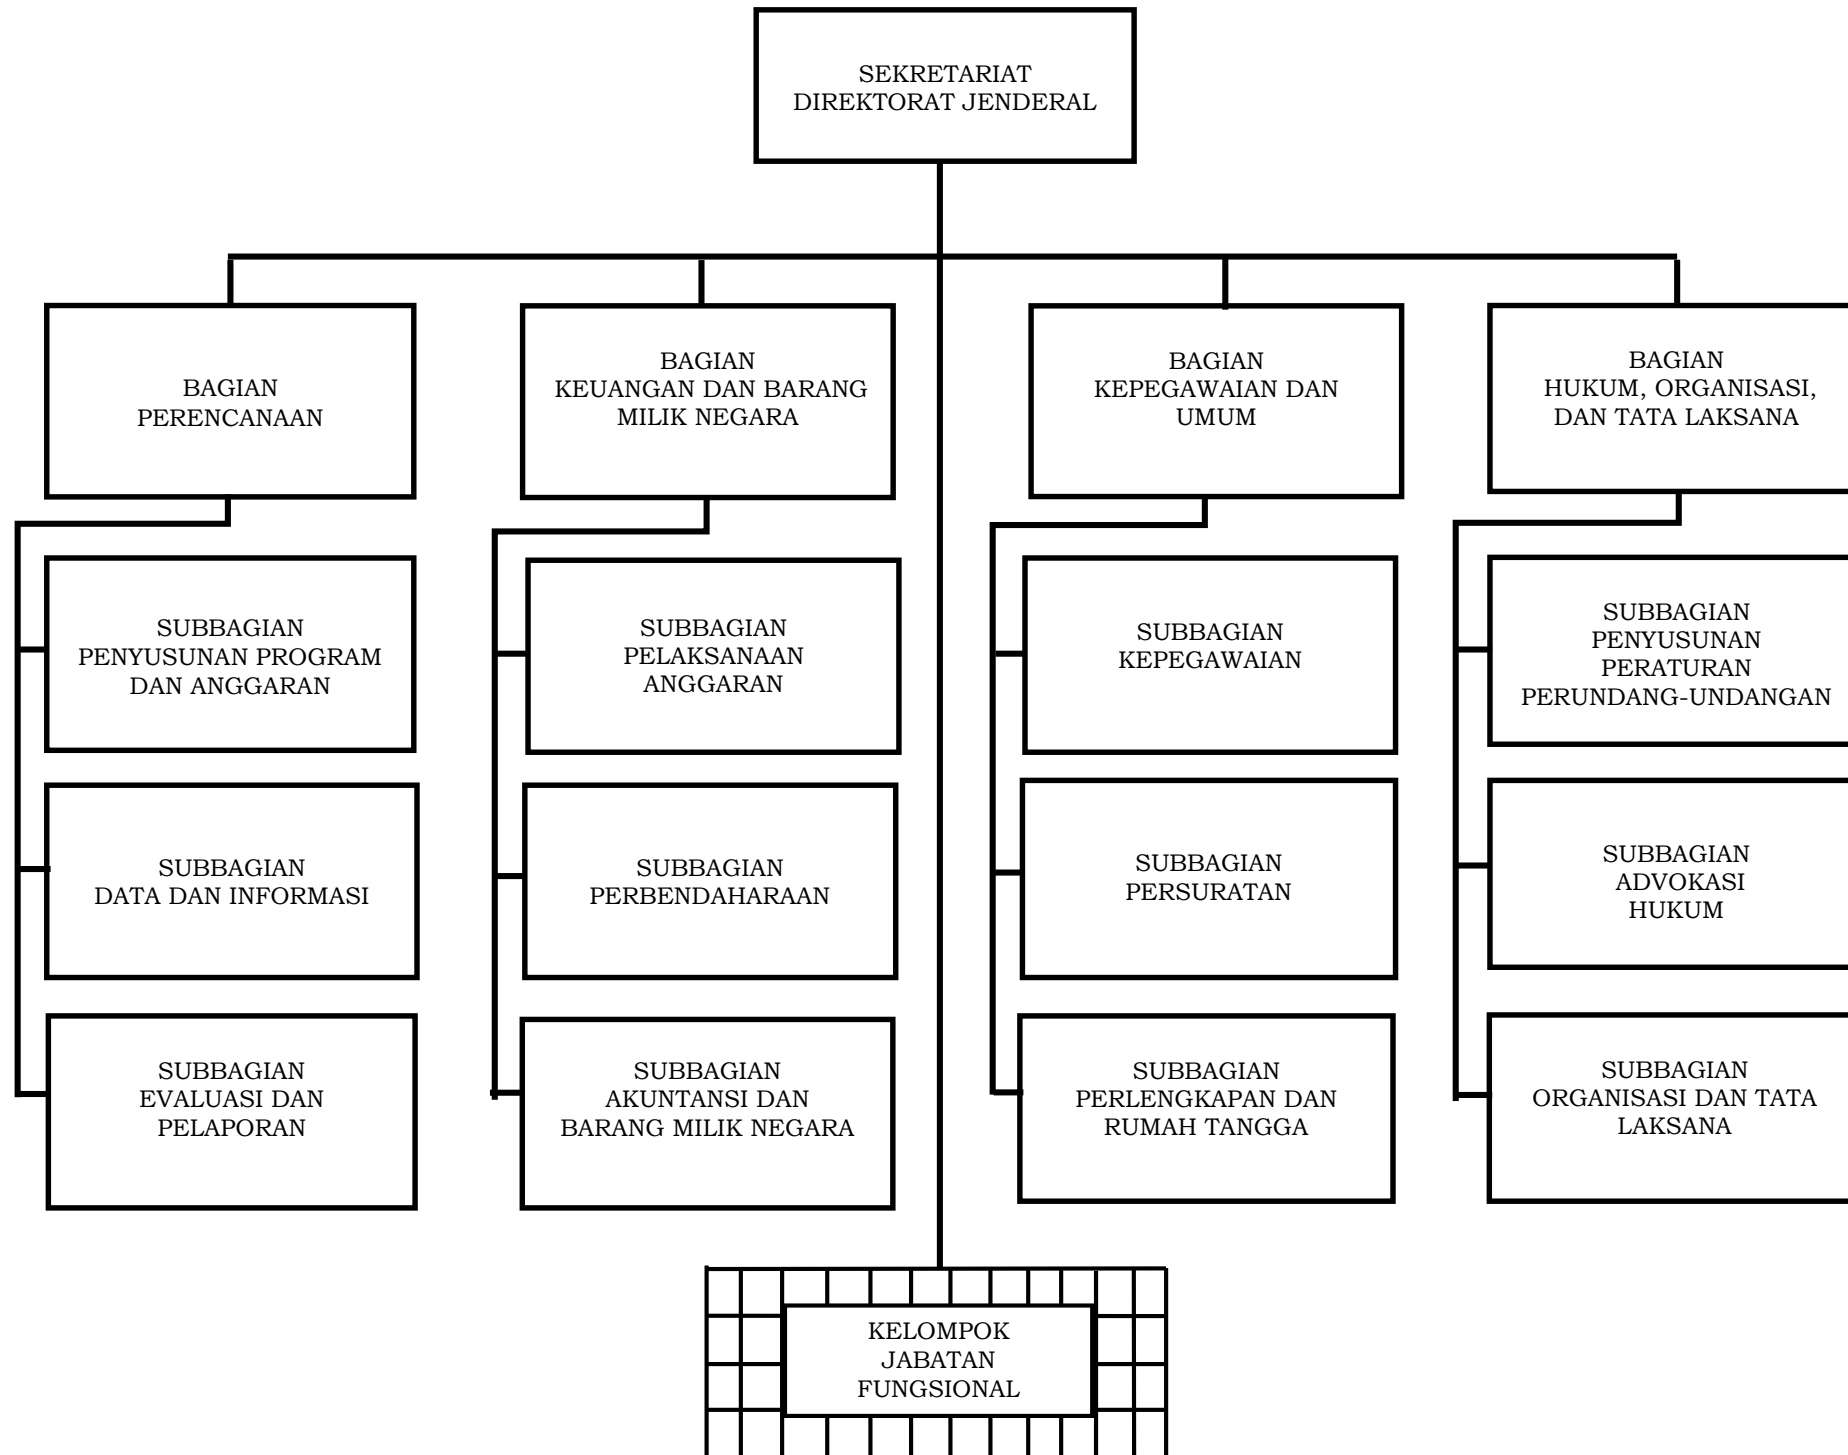 SEKRETARIAT
DIREKTORAT JENDERAL
BAGIAN
PERENCANAAN
BAGIAN
KEUANGAN DAN BARANG
MILIK NEGARA
BAGIAN
KEPEGAWAIAN DAN
UMUM
BAGIAN
HUKUM, ORGANISASI,
DAN TATA LAKSANA
SUBBAGIAN
PENYUSUNAN PROGRAM
DAN ANGGARAN
SUBBAGIAN
PELAKSANAAN
ANGGARAN
SUBBAGIAN
KEPEGAWAIAN
SUBBAGIAN
PENYUSUNAN
PERATURAN
PERUNDANG-UNDANGAN
SUBBAGIAN
DATA DAN INFORMASI
SUBBAGIAN
PERBENDAHARAAN
SUBBAGIAN
PERSURATAN
SUBBAGIAN
ADVOKASI
HUKUM
SUBBAGIAN
EVALUASI DAN
PELAPORAN
SUBBAGIAN
AKUNTANSI DAN
BARANG MILIK NEGARA
SUBBAGIAN
PERLENGKAPAN DAN
RUMAH TANGGA
SUBBAGIAN
ORGANISASI DAN TATA
LAKSANA
KELOMPOK
JABATAN
FUNGSIONAL